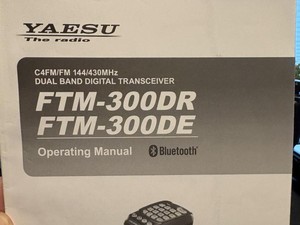 YAESU
The radio
C4FM/FM 144/430MHz
DUAL BAND DIGITAL TRANSCEIVER
FTM-300DR
FTM-300DE
Operating Manual Bluetooth®